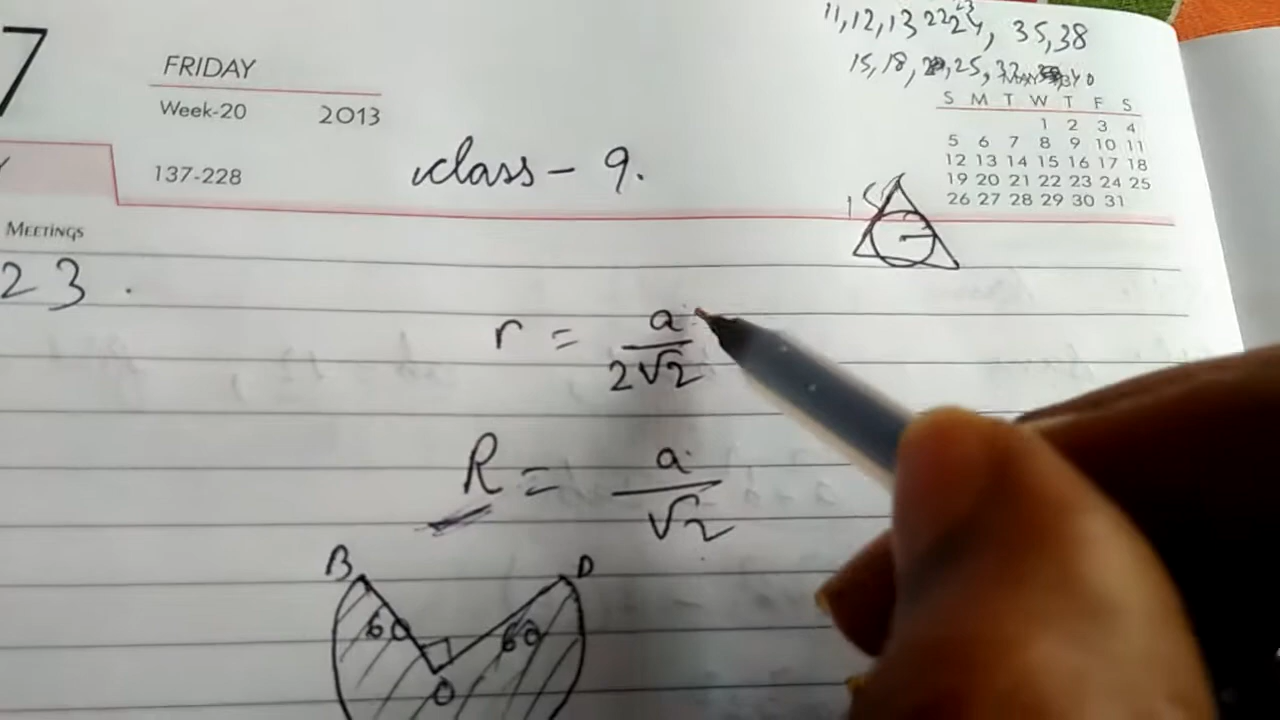 11, 12, 13 22 23 24, 35, 38
15, 18, 25, 32
7
FRIDAY
Week-20 2013
137-228
class - 9.
S M T W T F S
1 2 3 4
5 6 7 8 9 10 11
12 13 14 15 16 17 18
19 20 21 22 23 24 25
26 27 28 29 30 31
15
MEETINGS
23.
r = a / 2√2
R = a / √2
B D
60 60
O